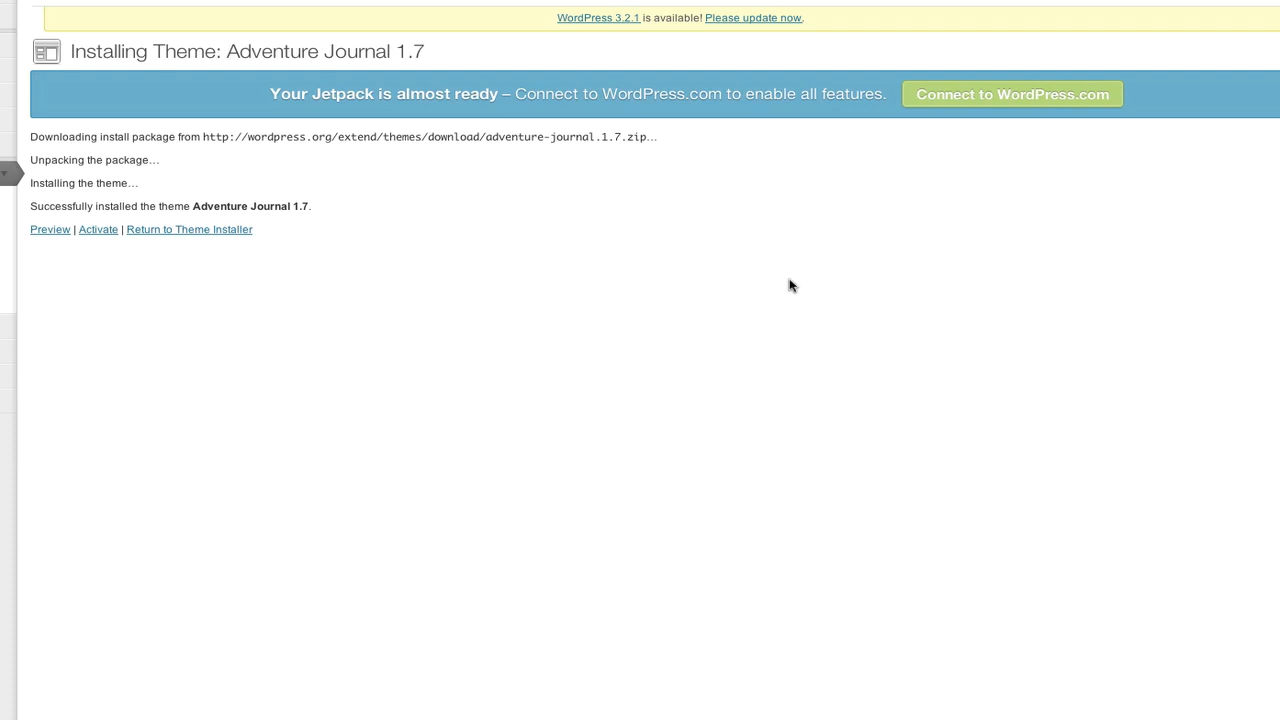 WordPress 3.2.1 is available! Please update now.
Installing Theme: Adventure Journal 1.7
Your Jetpack is almost ready – Connect to WordPress.com to enable all features. Connect to WordPress.com
Downloading install package from http://wordpress.org/extend/themes/download/adventure-journal.1.7.zip…
Unpacking the package…
Installing the theme…
Successfully installed the theme Adventure Journal 1.7.
Preview | Activate | Return to Theme Installer